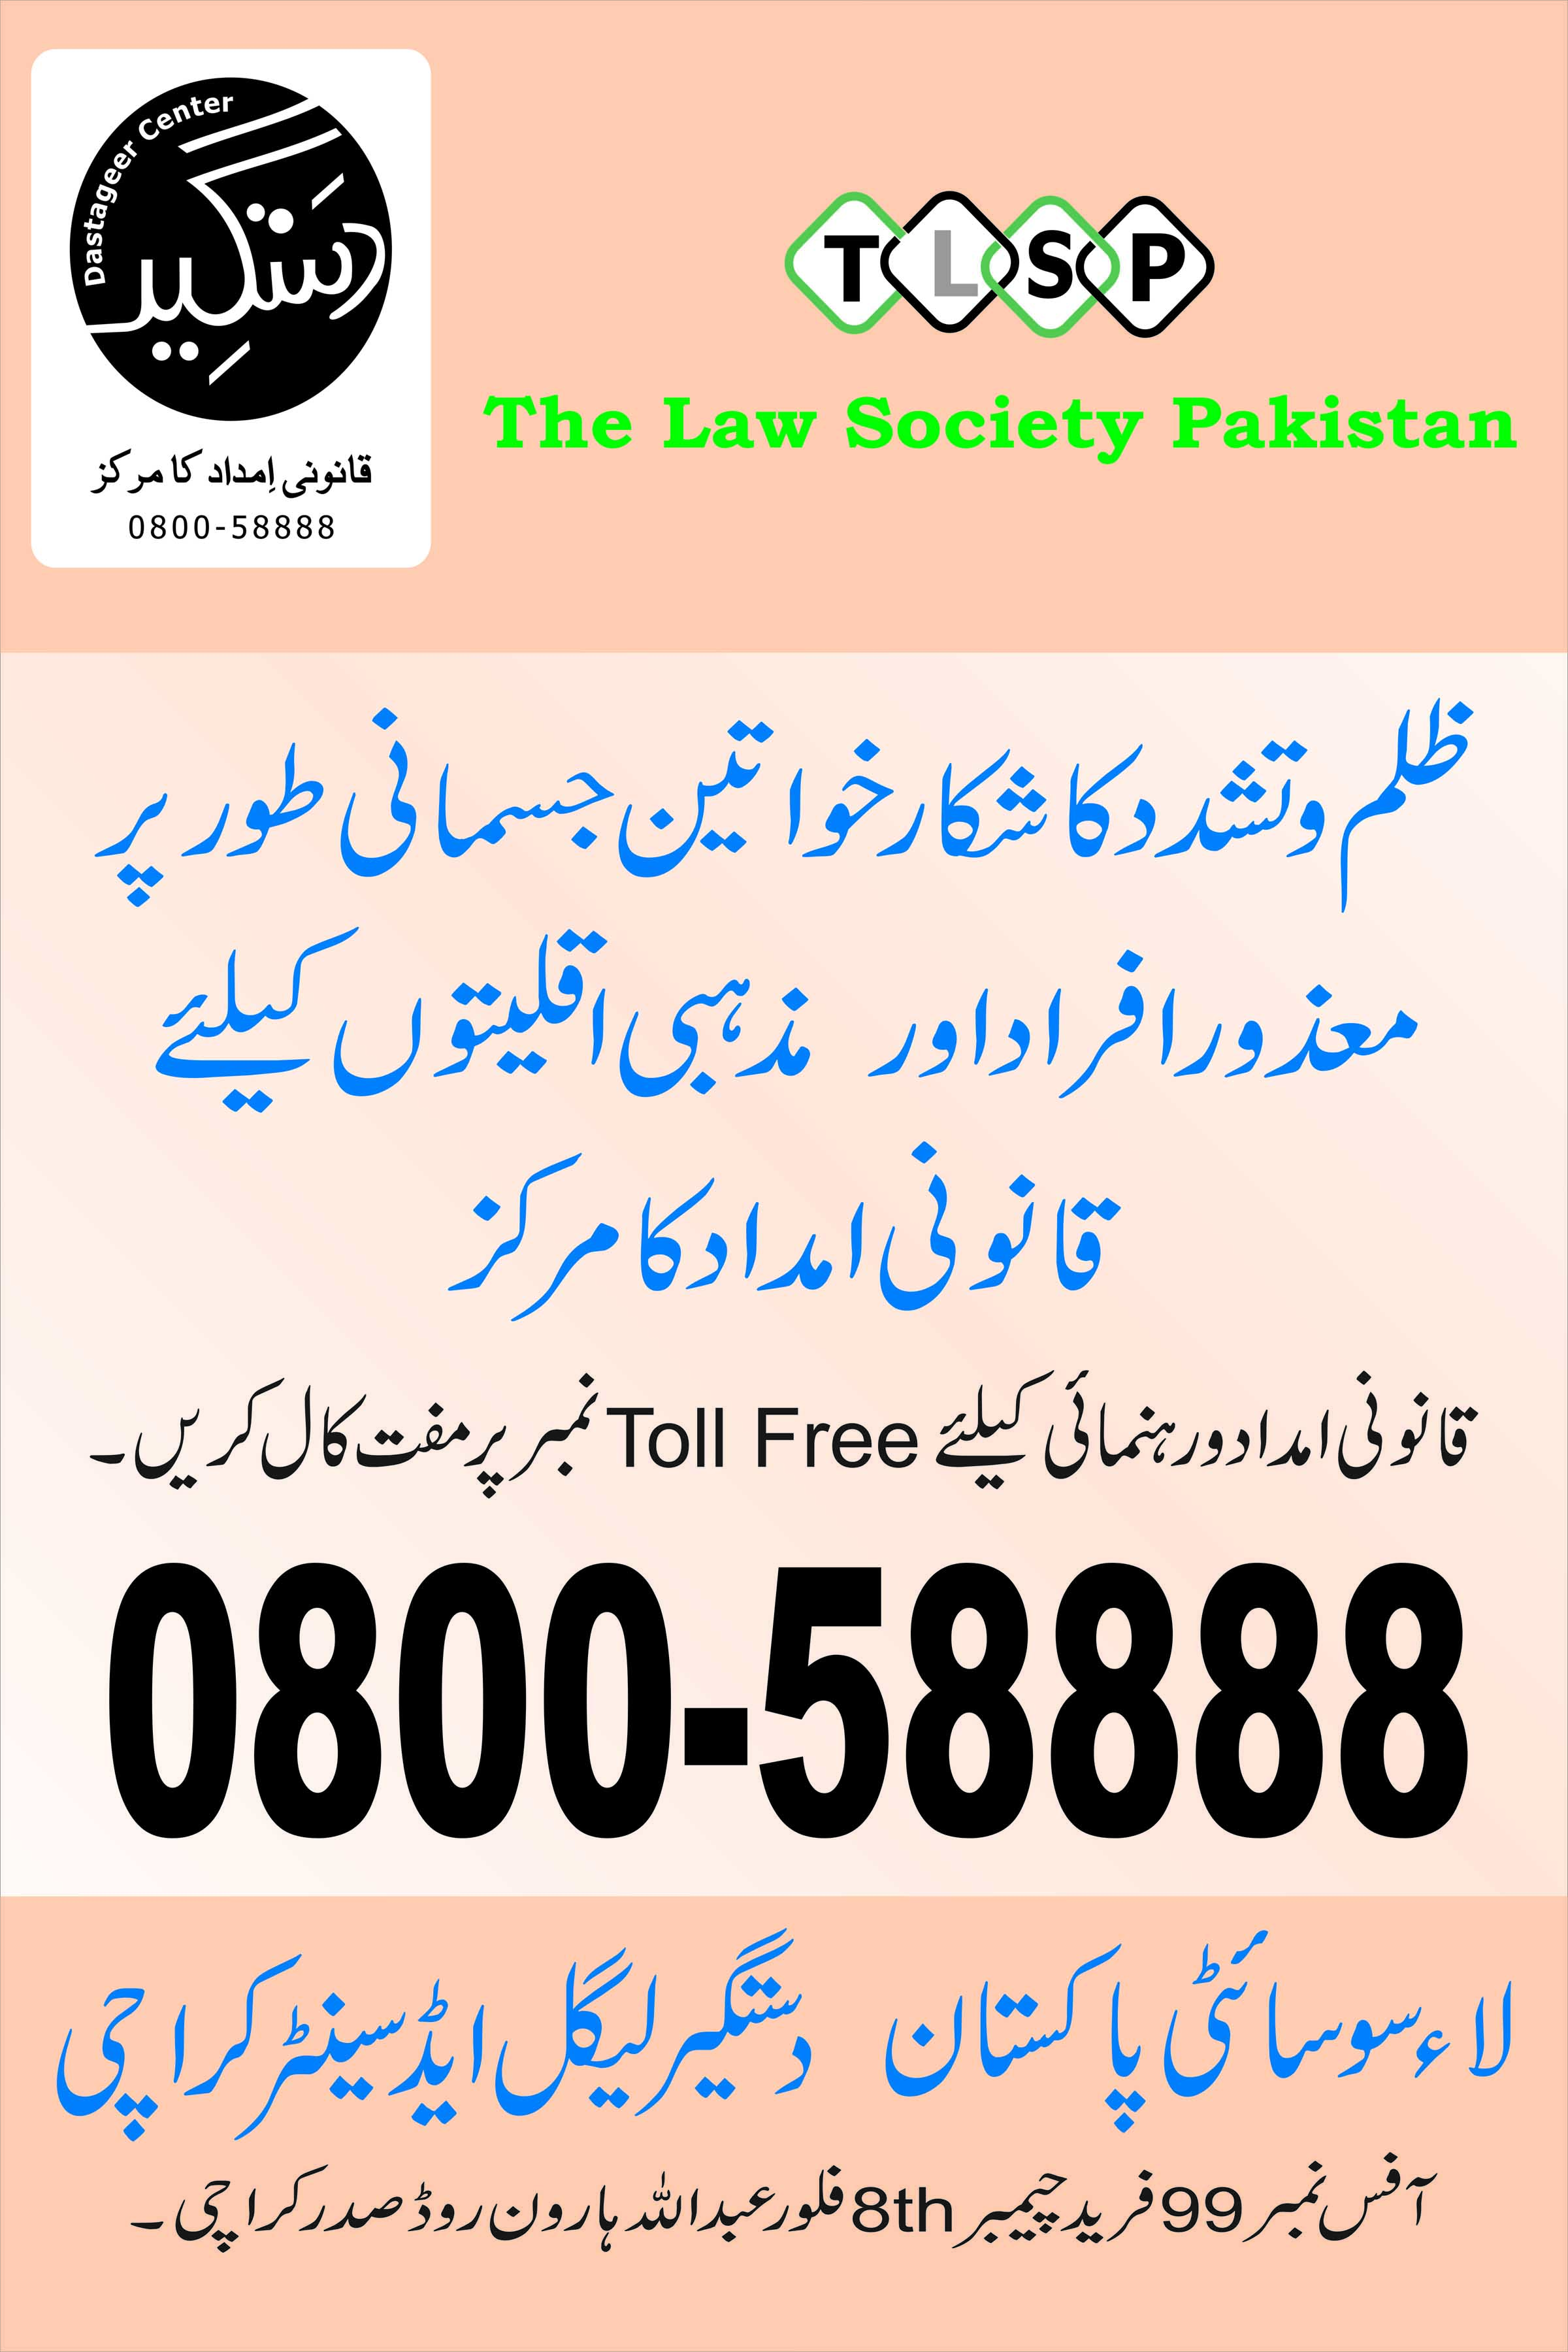 Dastageer Center
دستگیر
قانونی اِمداد کا مرکز
0800-58888
T L S P
The Law Society Pakistan
ظلم و تشدد کا شکار خواتین جسمانی طور پر
معذور افراد اور مذہبی اقلیتوں کیلئے
قانونی امداد کا مرکز
قانونی امداد و رہنمائی کیلئے Toll Free نمبر پر مفت کال کریں۔
0800-58888
لاء سوسائٹی پاکستان دستگیر لیگل ایڈ سینٹر کراچی
آفس نمبر 99 فرید چیمبر 8th فلور عبداللہ ہارون روڈ صدر کراچی۔